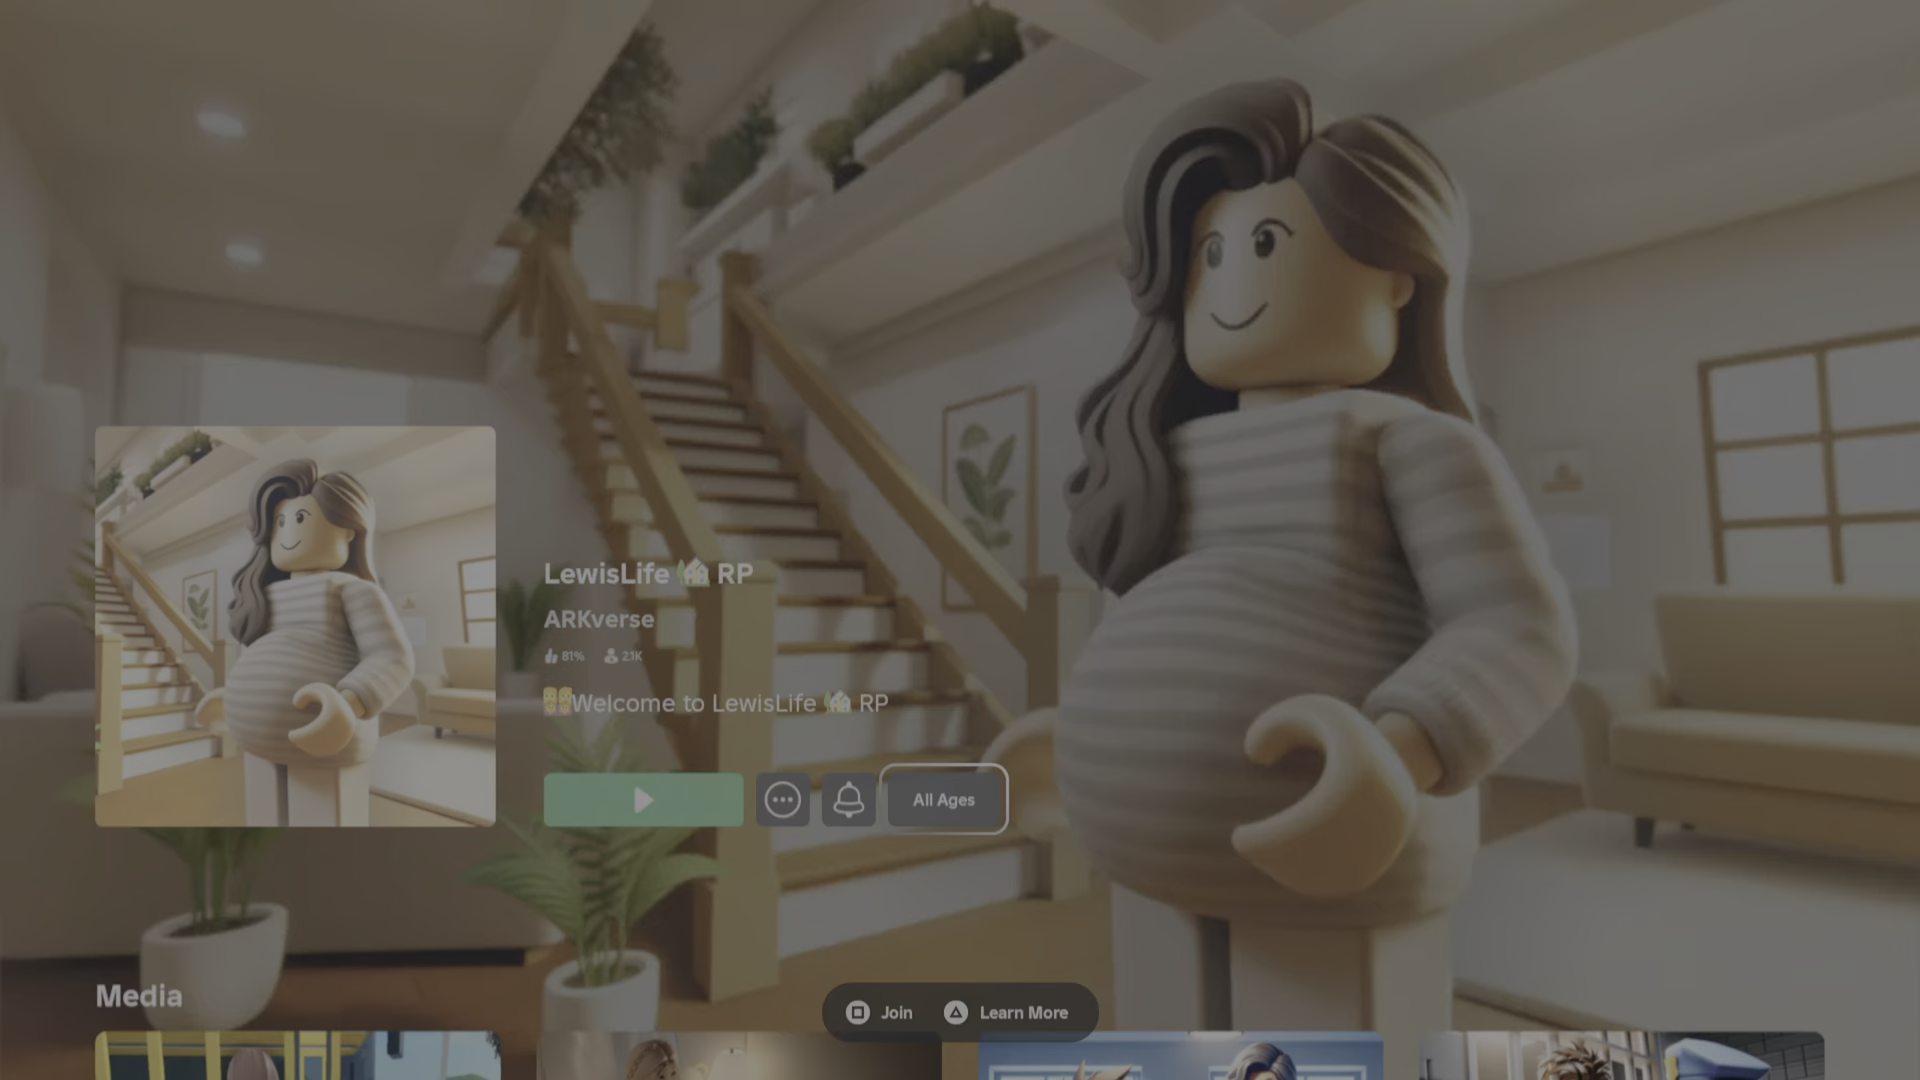 LewisLife 🏡 RP
ARKverse
81% 2.1K
👯Welcome to LewisLife 🏡 RP
All Ages
Media
Join Learn More